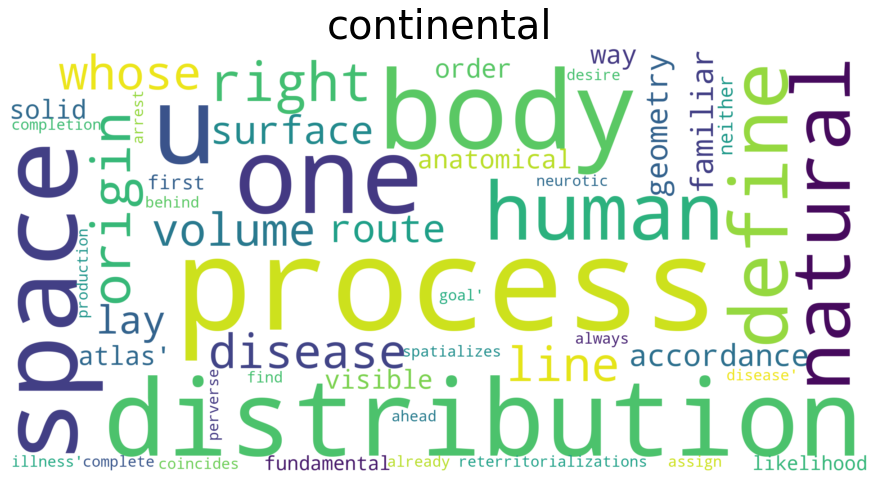 continental
whose
right
order
way
desire
solid
completion
arrest
u
body
surface
geometry
familiar
neither
define
natural
origin
one
anatomical
first
behind
neurotic
human
space
volume
route
production
process
goal'
lay
atlas'
disease
spatializes
always
line
accordance
disease'
perverse
find
visible
distribution
ahead
illness'
complete
coincides
fundamental
already
reterritorializations
assign
likelihood